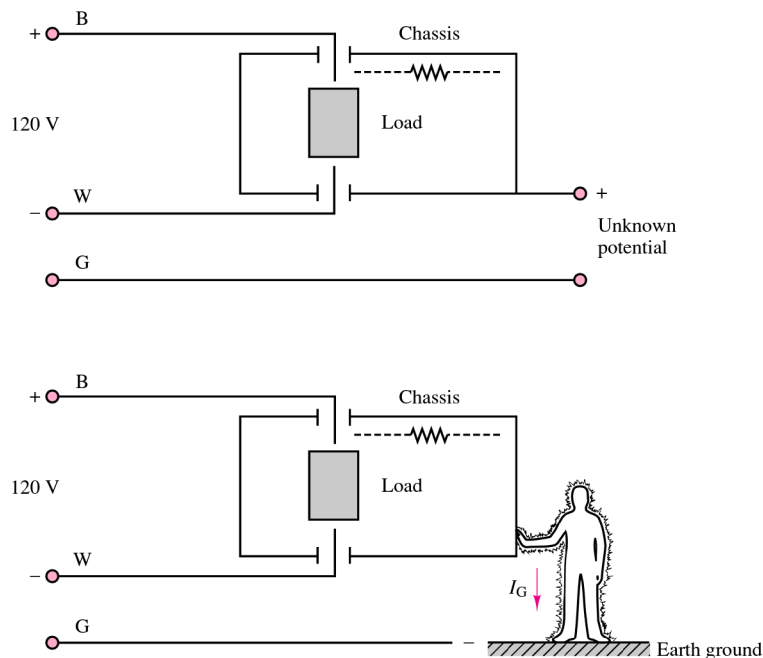 B
+
Chassis
120 V
Load
W
−
+
Unknown
potential
G
B
+
Chassis
120 V
Load
W
−
I_G
G
−
Earth ground